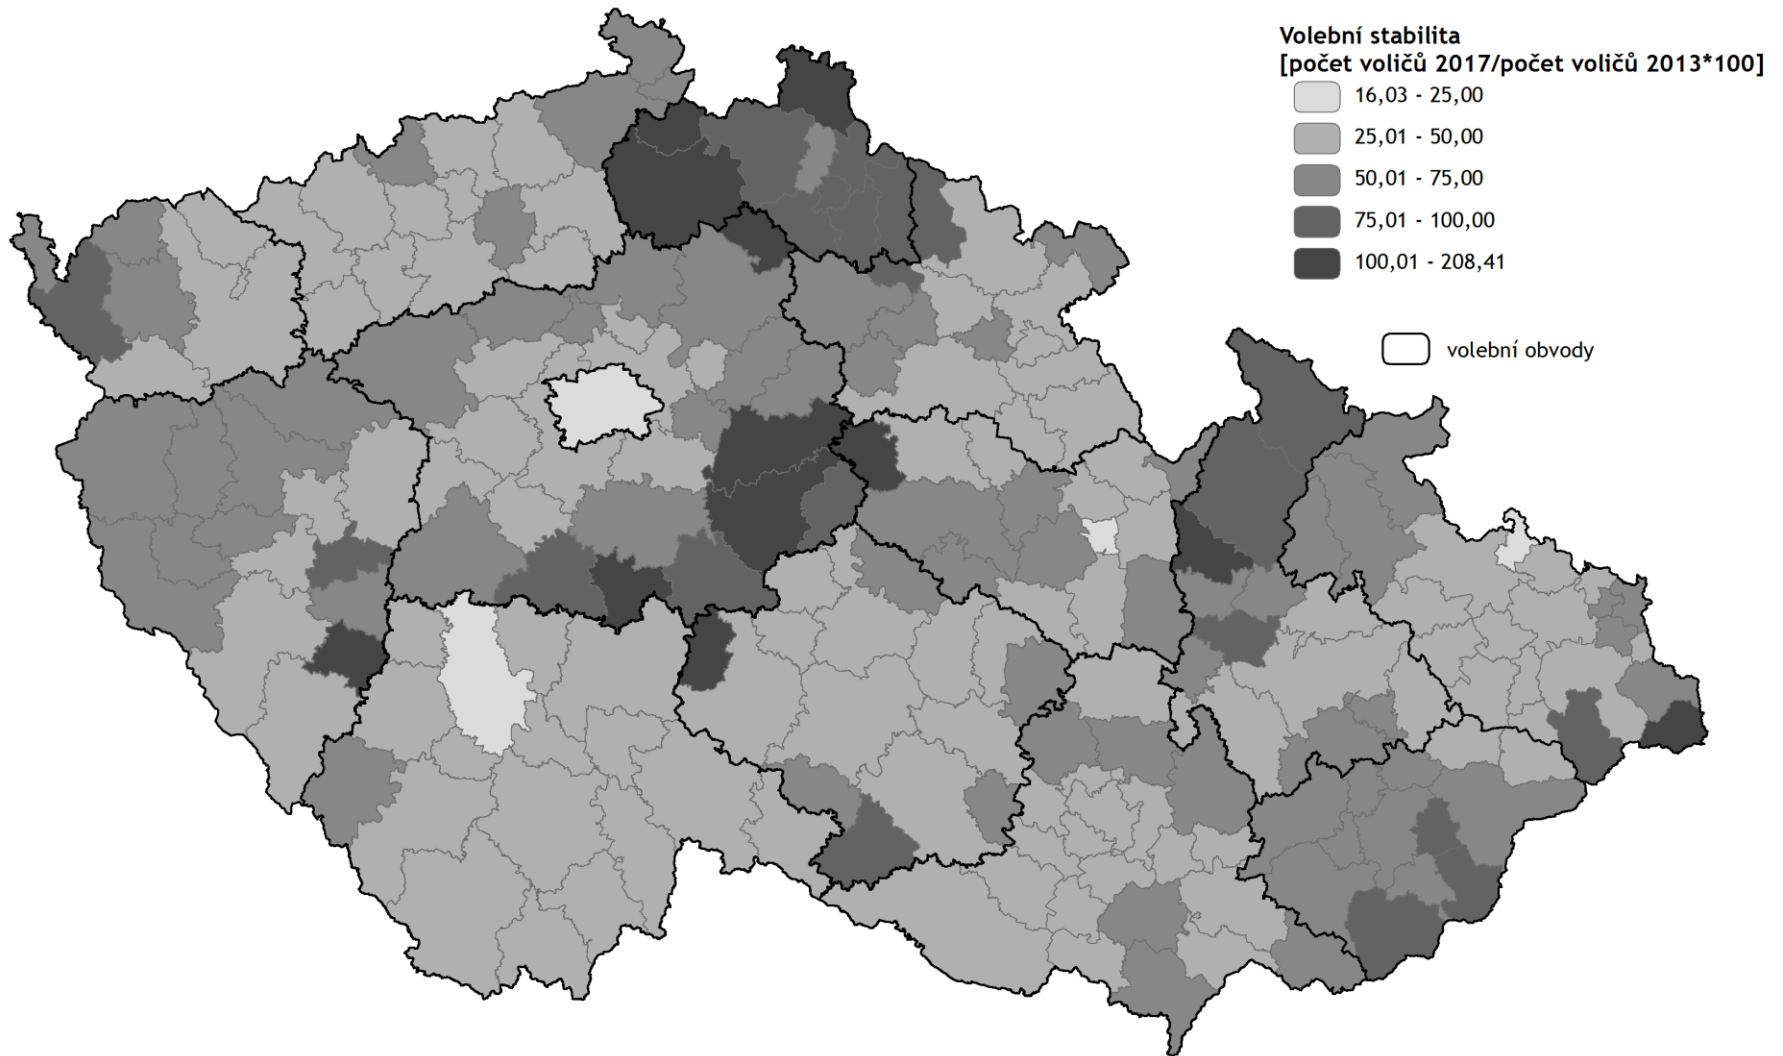 Volební stabilita
[počet voličů 2017/počet voličů 2013*100]
16,03 - 25,00
25,01 - 50,00
50,01 - 75,00
75,01 - 100,00
100,01 - 208,41
volební obvody